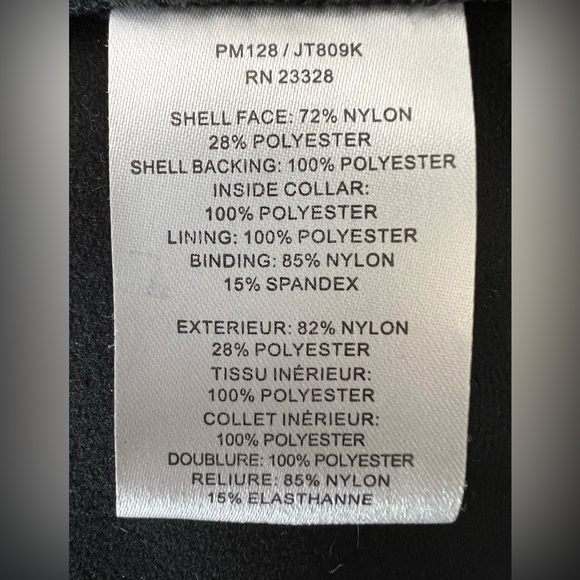 PM128 / JT809K
RN 23328
SHELL FACE: 72% NYLON
28% POLYESTER
SHELL BACKING: 100% POLYESTER
INSIDE COLLAR:
100% POLYESTER
LINING: 100% POLYESTER
BINDING: 85% NYLON
15% SPANDEX
EXTERIEUR: 82% NYLON
28% POLYESTER
TISSU INÉRIEUR:
100% POLYESTER
COLLET INÉRIEUR:
100% POLYESTER
DOUBLURE: 100% POLYESTER
RELIURE: 85% NYLON
15% ELASTHANNE